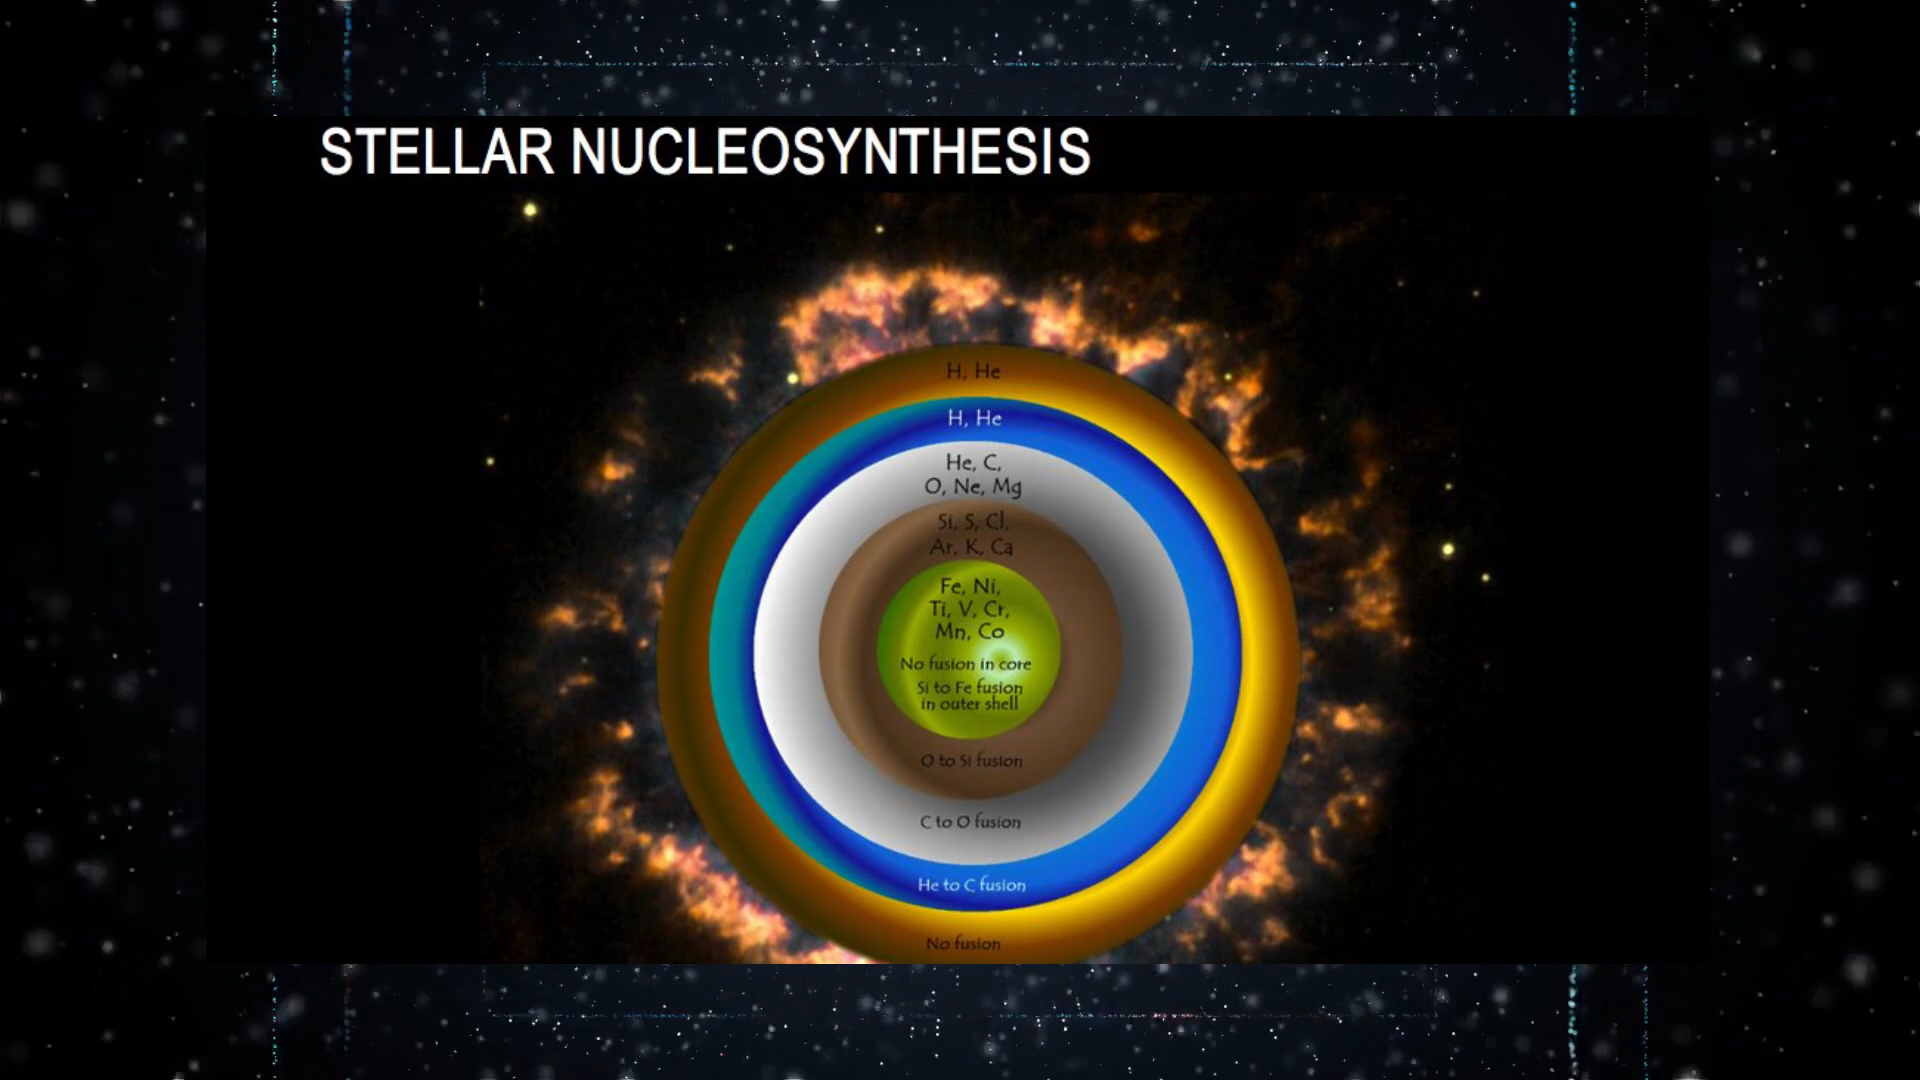 STELLAR NUCLEOSYNTHESIS
H, He
H, He
He, C,
O, Ne, Mg
Si, S, Cl,
Ar, K, Ca
Fe, Ni,
Ti, V, Cr,
Mn, Co
No fusion in core
Si to Fe fusion
in outer shell
O to Si fusion
C to O fusion
He to C fusion
No fusion